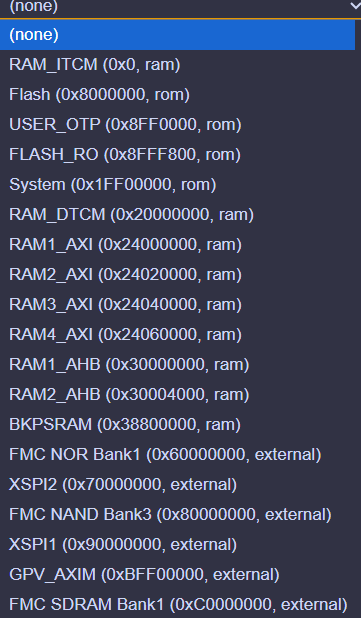 (none)
(none)
RAM_ITCM (0x0, ram)
Flash (0x8000000, rom)
USER_OTP (0x8FF0000, rom)
FLASH_RO (0x8FFF800, rom)
System (0x1FF00000, rom)
RAM_DTCM (0x20000000, ram)
RAM1_AXI (0x24000000, ram)
RAM2_AXI (0x24020000, ram)
RAM3_AXI (0x24040000, ram)
RAM4_AXI (0x24060000, ram)
RAM1_AHB (0x30000000, ram)
RAM2_AHB (0x30004000, ram)
BKPSRAM (0x38800000, ram)
FMC NOR Bank1 (0x60000000, external)
XSPI2 (0x70000000, external)
FMC NAND Bank3 (0x80000000, external)
XSPI1 (0x90000000, external)
GPV_AXIM (0xBFF00000, external)
FMC SDRAM Bank1 (0xC0000000, external)